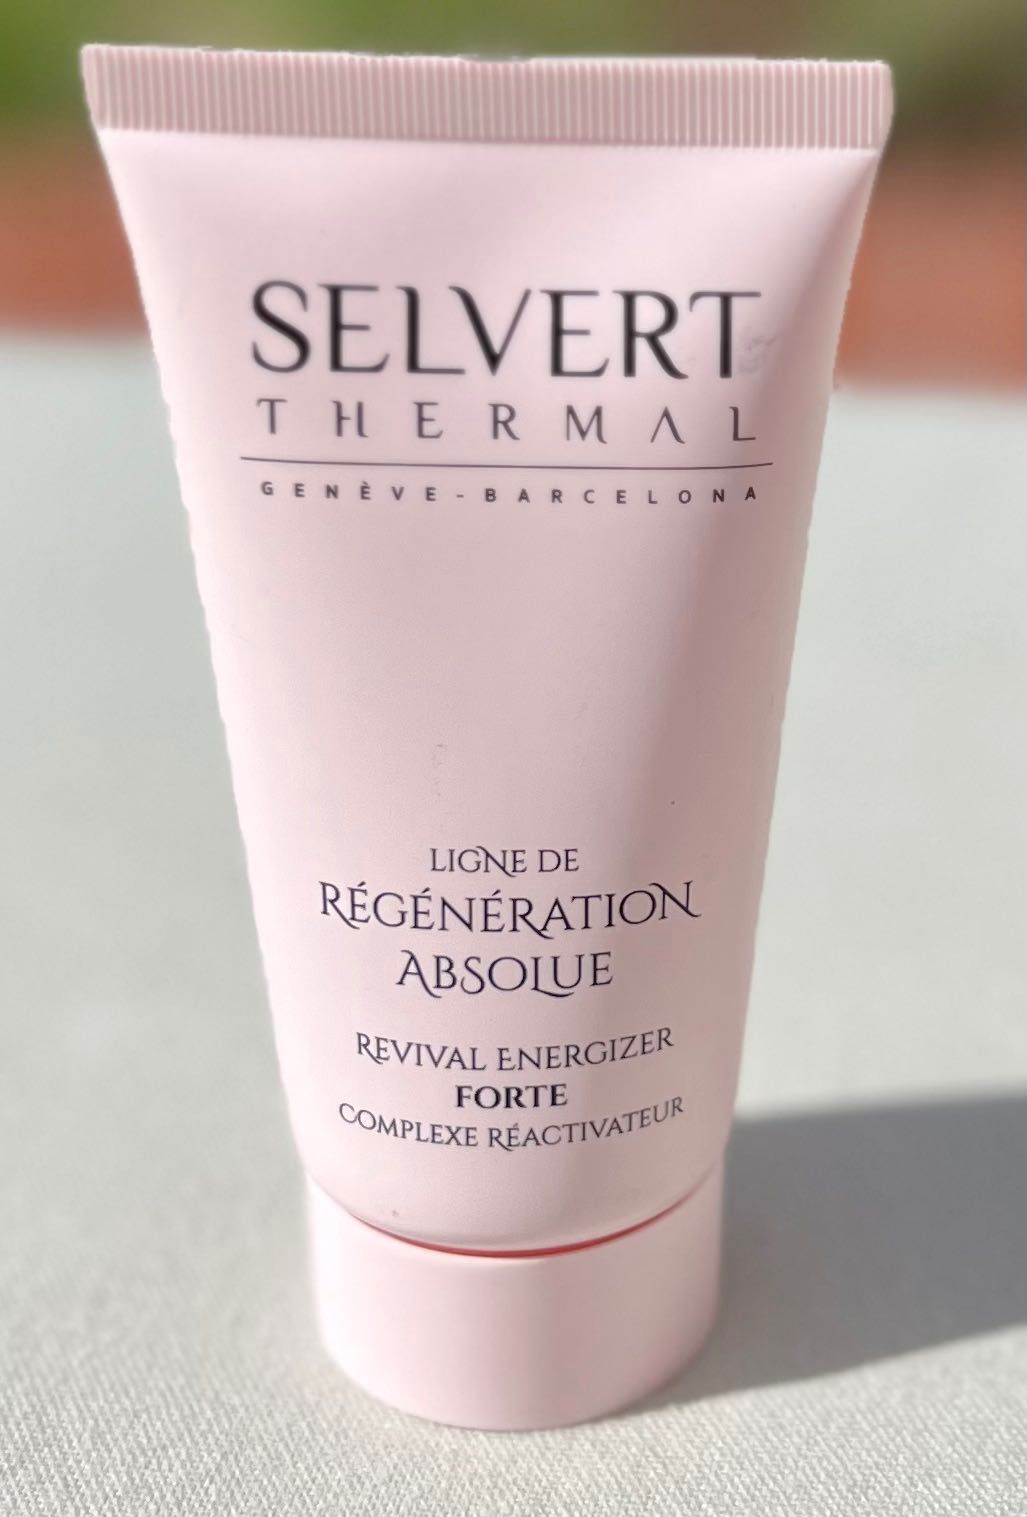 SELVERT
THERMAL
GENÈVE-BARCELONA
LIGNE DE
RÉGÉNÉRATION
ABSOLUE
REVIVAL ENERGIZER
FORTE
COMPLEXE RÉACTIVATEUR